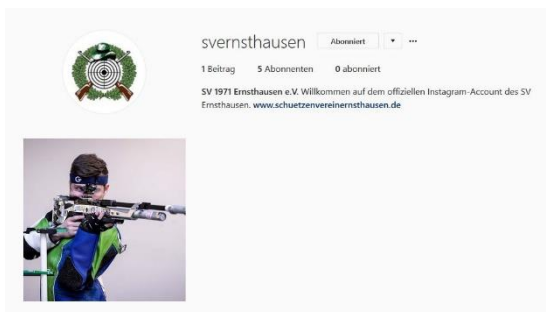 svernsthausen Abonniert
1 Beitrag 5 Abonnenten 0 abonniert
SV 1971 Ernsthausen e.V. Willkommen auf dem offiziellen Instagram-Account des SV
Ernsthausen. www.schuetzenvereinernsthausen.de